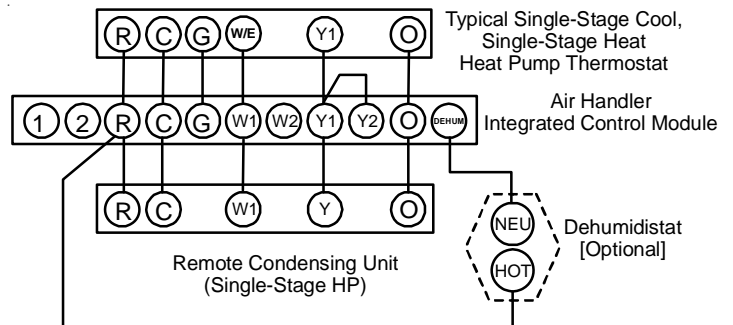 R C G W/E Y1 O
Typical Single-Stage Cool,
Single-Stage Heat
Heat Pump Thermostat
1 2 R C G W1 W2 Y1 Y2 O DEHUM
Air Handler
Integrated Control Module
R C W1 Y O
Remote Condensing Unit
(Single-Stage HP)
NEU
HOT
Dehumidistat
[Optional]